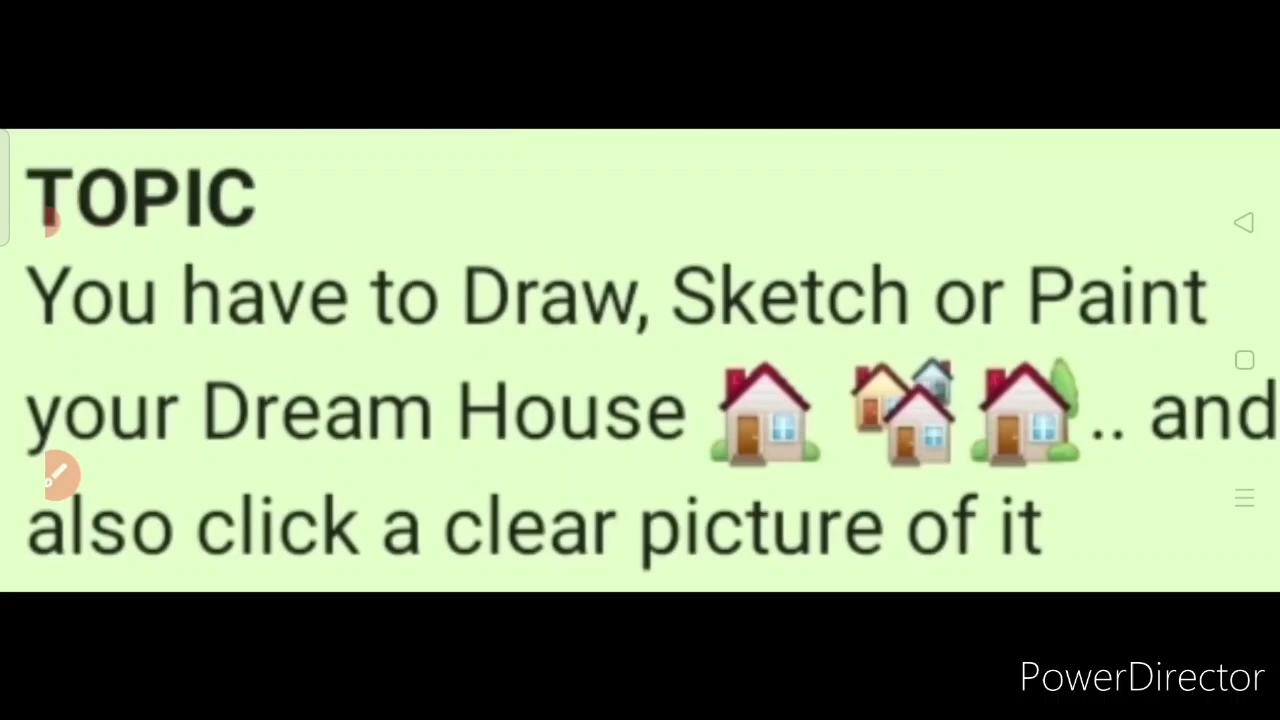 TOPIC
You have to Draw, Sketch or Paint
your Dream House 🏠 🏘️ 🏡.. and
also click a clear picture of it
PowerDirector